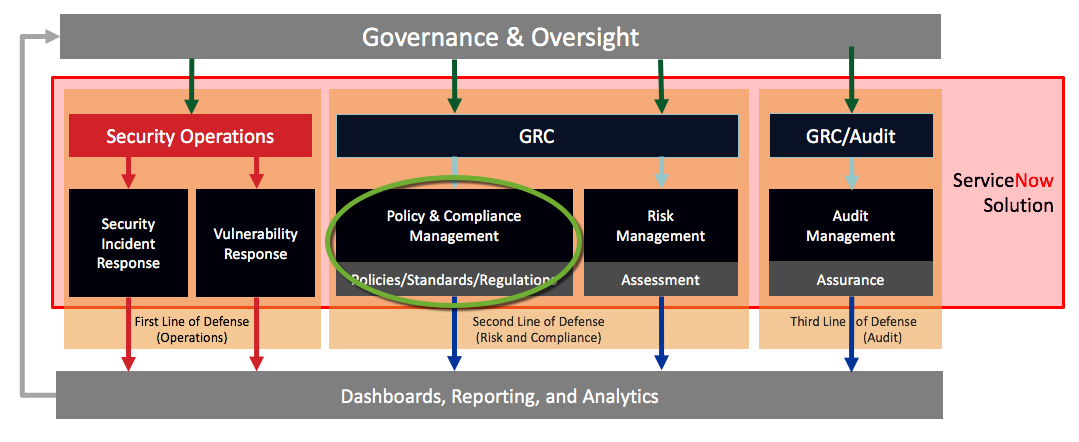 Governance & Oversight
Security Operations
GRC
GRC/Audit
Security
Incident
Response
Vulnerability
Response
Policy & Compliance
Management
Policies/Standards/Regulations
Risk
Management
Assessment
Audit
Management
Assurance
ServiceNow
Solution
First Line of Defense
(Operations)
Second Line of Defense
(Risk and Compliance)
Third Line of Defense
(Audit)
Dashboards, Reporting, and Analytics